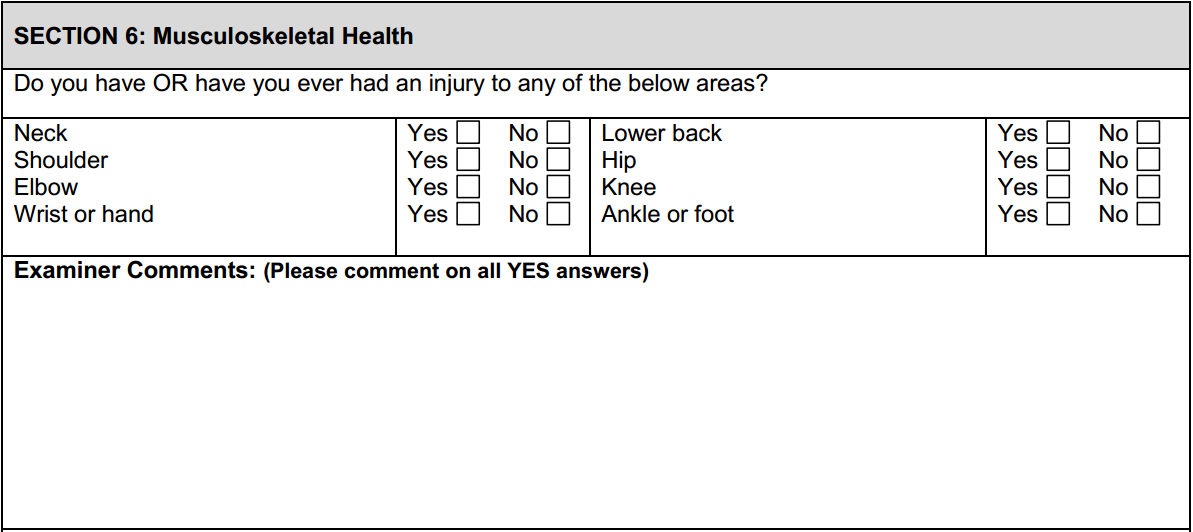 SECTION 6: Musculoskeletal Health
Do you have OR have you ever had an injury to any of the below areas?
Neck Yes No Lower back Yes No
Shoulder Yes No Hip Yes No
Elbow Yes No Knee Yes No
Wrist or hand Yes No Ankle or foot Yes No
Examiner Comments: (Please comment on all YES answers)